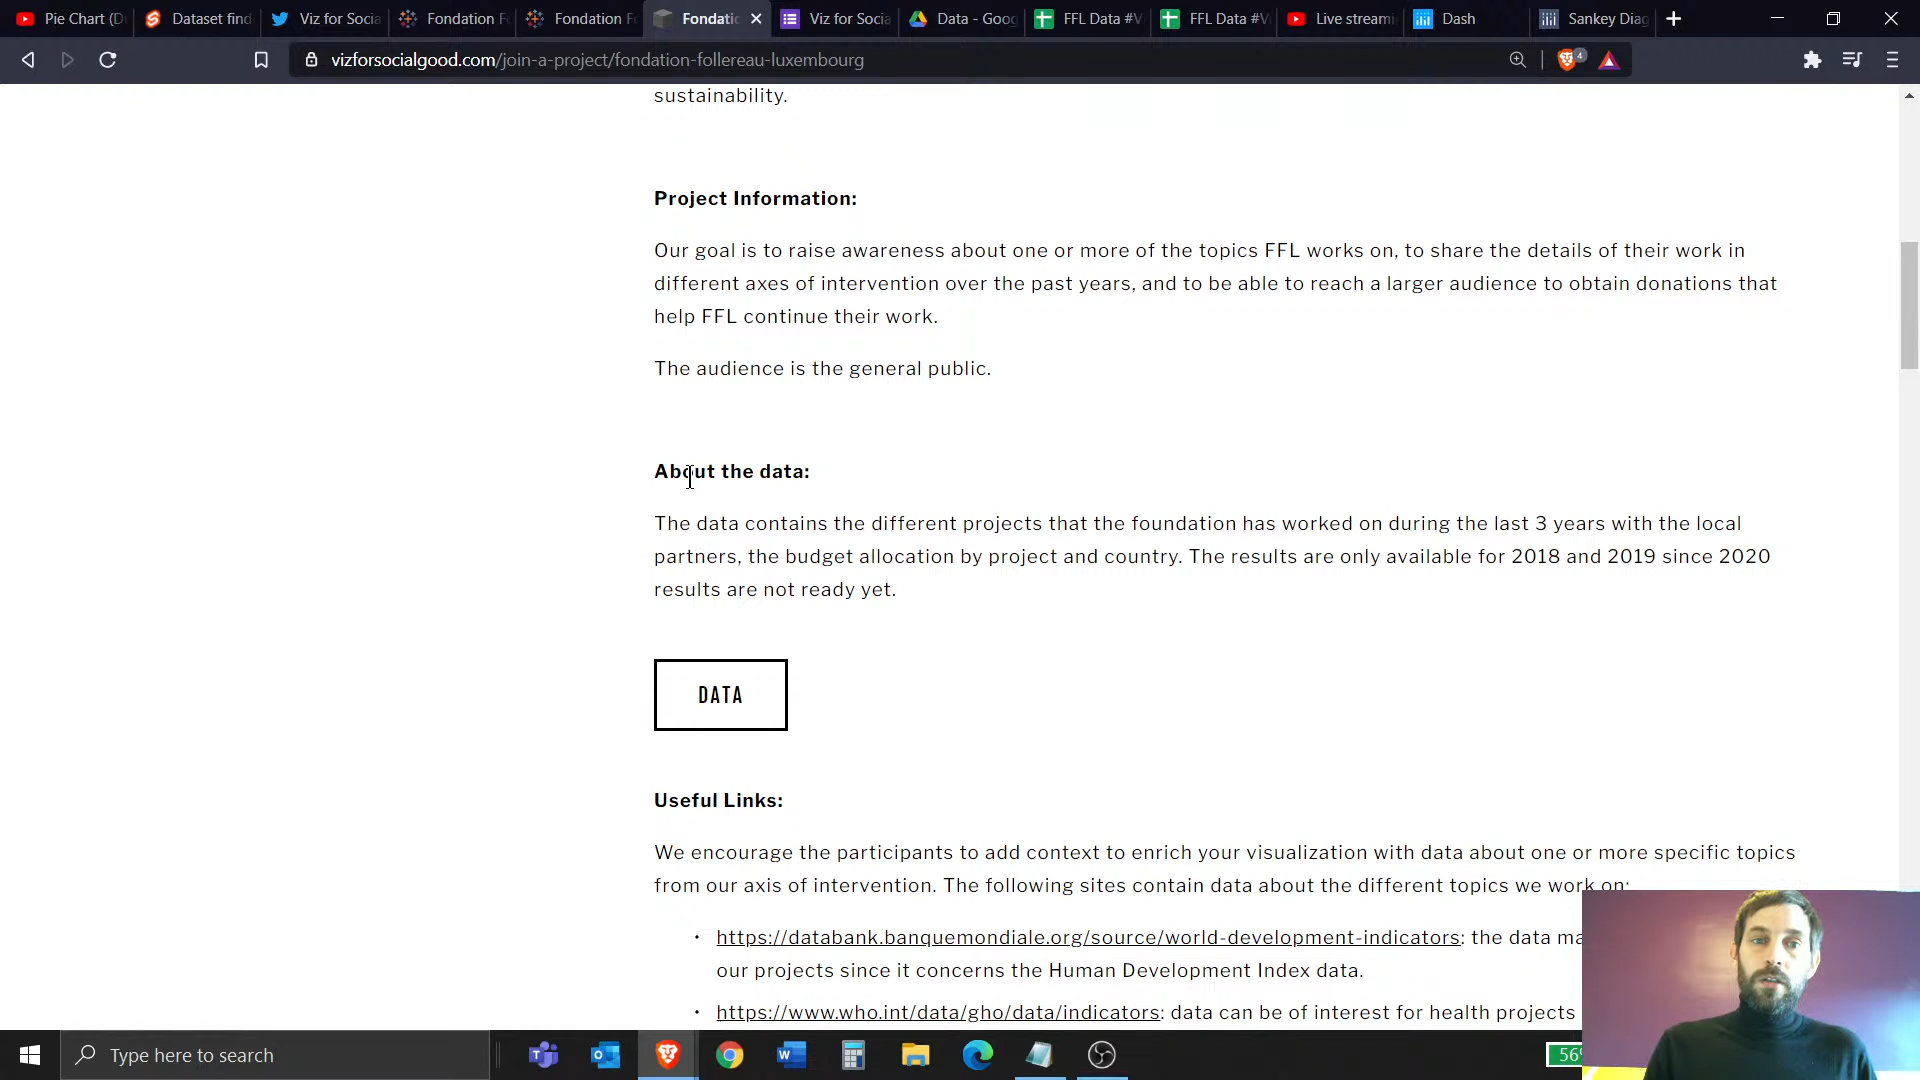 Pie Chart (D
Dataset find
Viz for Socia
Fondation F
Fondation F
Fondatio
Viz for Socia
Data - Goog
FFL Data #V
FFL Data #V
Live streami
Dash
Sankey Diag
vizforsocialgood.com/join-a-project/fondation-follereau-luxembourg
4
sustainability.
Project Information:
Our goal is to raise awareness about one or more of the topics FFL works on, to share the details of their work in
different axes of intervention over the past years, and to be able to reach a larger audience to obtain donations that
help FFL continue their work.
The audience is the general public.
About the data:
The data contains the different projects that the foundation has worked on during the last 3 years with the local
partners, the budget allocation by project and country. The results are only available for 2018 and 2019 since 2020
results are not ready yet.
DATA
Useful Links:
We encourage the participants to add context to enrich your visualization with data about one or more specific topics
from our axis of intervention. The following sites contain data about the different topics we work on:
• https://databank.banquemondiale.org/source/world-development-indicators: the data ma
our projects since it concerns the Human Development Index data.
• https://www.who.int/data/gho/data/indicators: data can be of interest for health projects
Type here to search
56%